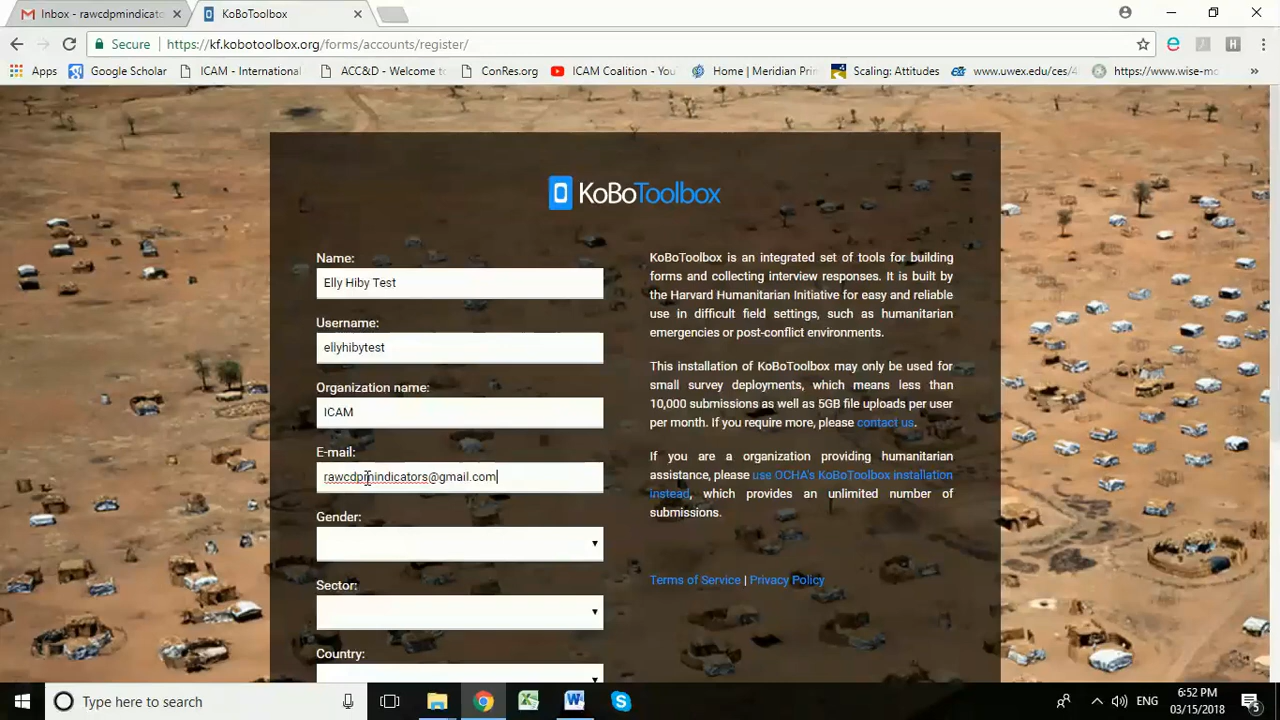 Inbox - rawcdpmindicato
KoBoToolbox
Secure https://kf.kobotoolbox.org/forms/accounts/register/
Apps Google Scholar ICAM - International ACC&D - Welcome to ConRes.org ICAM Coalition - You Home | Meridian Prim Scaling: Attitudes www.uwex.edu/ces/4 https://www.wise-mo
KoBoToolbox
Name:
Elly Hiby Test
Username:
ellyhibytest
Organization name:
ICAM
E-mail:
rawcdpmindicators@gmail.com
Gender:
Sector:
Country:
KoBoToolbox is an integrated set of tools for building
forms and collecting interview responses. It is built by
the Harvard Humanitarian Initiative for easy and reliable
use in difficult field settings, such as humanitarian
emergencies or post-conflict environments.
This installation of KoBoToolbox may only be used for
small survey deployments, which means less than
10,000 submissions as well as 5GB file uploads per user
per month. If you require more, please contact us.
If you are a organization providing humanitarian
assistance, please use OCHA's KoBoToolbox installation
instead, which provides an unlimited number of
submissions.
Terms of Service | Privacy Policy
Type here to search
ENG
6:52 PM
03/15/2018
5